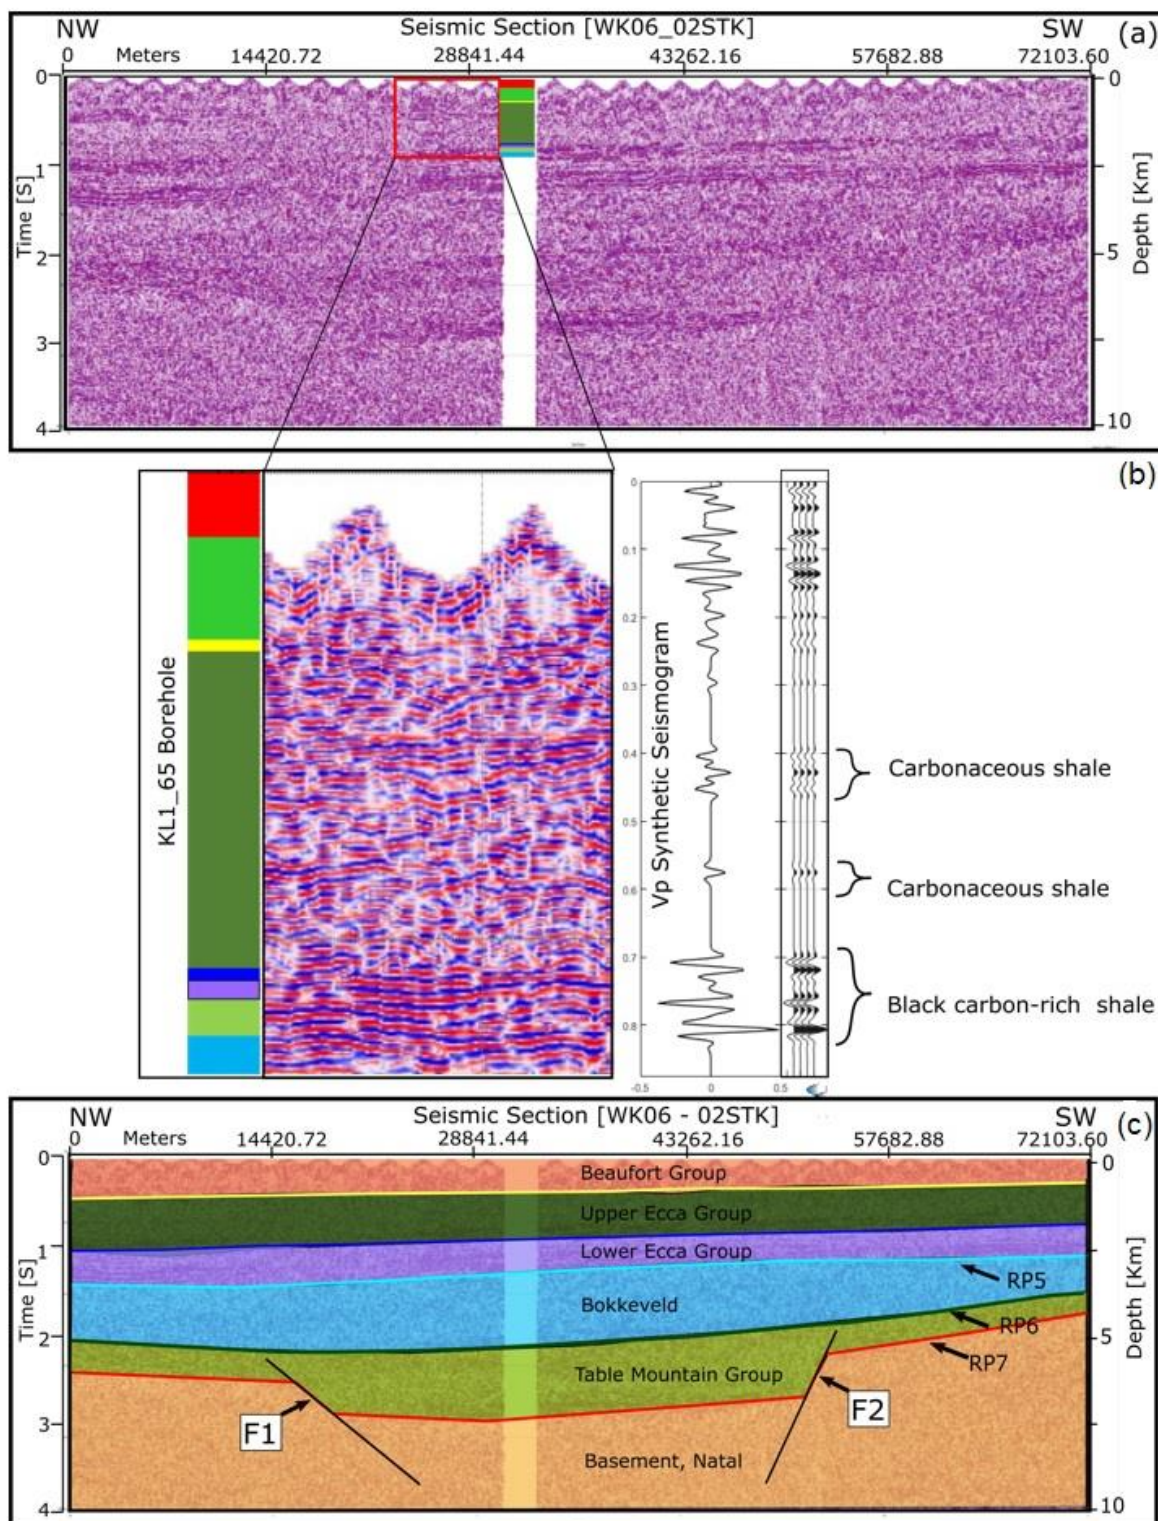 NW Seismic Section [WK06_02STK] SW (a)
0 Meters 14420.72 28841.44 43262.16 57682.88 72103.60
0 0
1
Time [S] Depth [Km]
2 5
3
4 10
(b)
KL1_65 Borehole
Vp Synthetic Seismogram
0
0.1
0.2
0.3
0.4
Carbonaceous shale
0.5
0.6
Carbonaceous shale
0.7
Black carbon-rich shale
0.8
-0.5 0 0.5
NW Seismic Section [WK06 - 02STK] SW (c)
0 Meters 14420.72 28841.44 43262.16 57682.88 72103.60
0 0
Beaufort Group
Upper Ecca Group
1
Lower Ecca Group
RP5
Time [S] Depth [Km]
Bokkeveld
RP6
2 5
RP7
Table Mountain Group
F1 F2
3
Basement, Natal
4 10